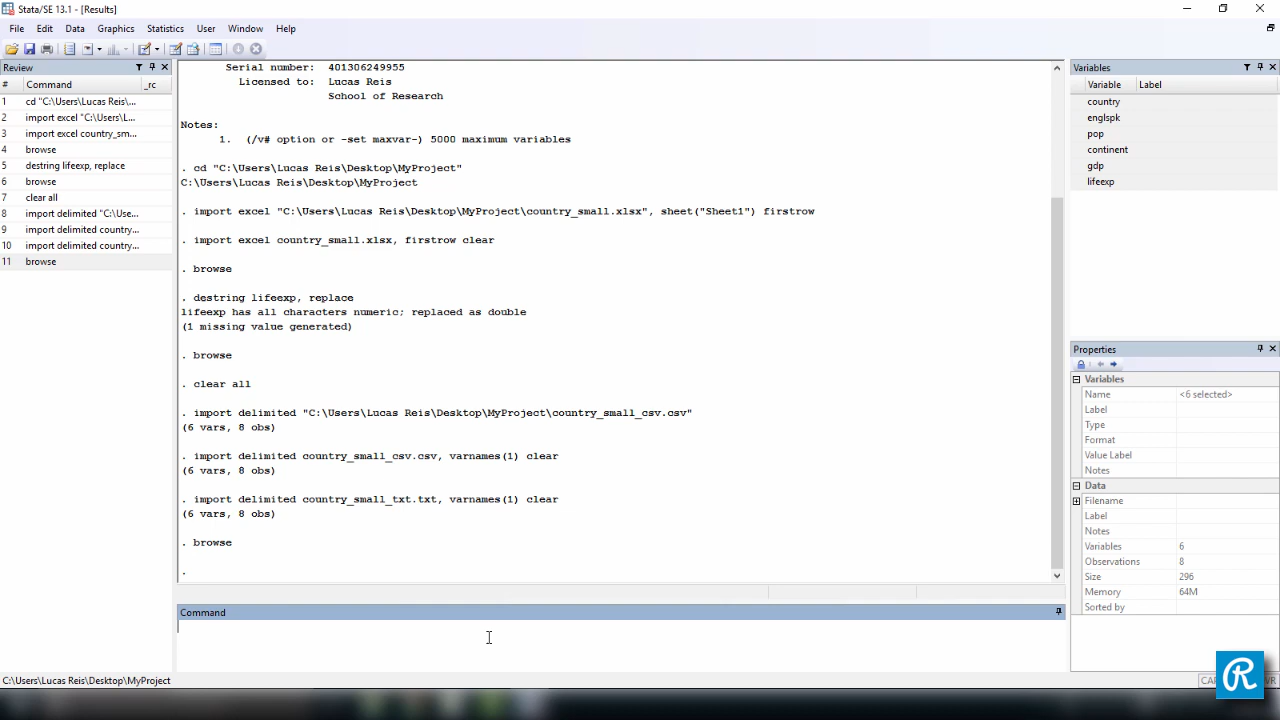 Stata/SE 13.1 - [Results]
File Edit Data Graphics Statistics User Window Help
Review
# Command _rc
1 cd "C:\Users\Lucas Reis\...
2 import excel "C:\Users\L...
3 import excel country_sm...
4 browse
5 destring lifeexp, replace
6 browse
7 clear all
8 import delimited "C:\Use...
9 import delimited country...
10 import delimited country...
11 browse
Serial number: 401306249955
Licensed to: Lucas Reis
School of Research
Notes:
1. (/v# option or -set maxvar-) 5000 maximum variables
. cd "C:\Users\Lucas Reis\Desktop\MyProject"
C:\Users\Lucas Reis\Desktop\MyProject
. import excel "C:\Users\Lucas Reis\Desktop\MyProject\country_small.xlsx", sheet("Sheet1") firstrow
. import excel country_small.xlsx, firstrow clear
. browse
. destring lifeexp, replace
lifeexp has all characters numeric; replaced as double
(1 missing value generated)
. browse
. clear all
. import delimited "C:\Users\Lucas Reis\Desktop\MyProject\country_small_csv.csv"
(6 vars, 8 obs)
. import delimited country_small_csv.csv, varnames(1) clear
(6 vars, 8 obs)
. import delimited country_small_txt.txt, varnames(1) clear
(6 vars, 8 obs)
. browse
.
Command
Variables
Variable Label
country
englspk
pop
continent
gdp
lifeexp
Properties
Variables
Name <6 selected>
Label
Type
Format
Value Label
Notes
Data
Filename
Label
Notes
Variables 6
Observations 8
Size 296
Memory 64M
Sorted by
C:\Users\Lucas Reis\Desktop\MyProject
R